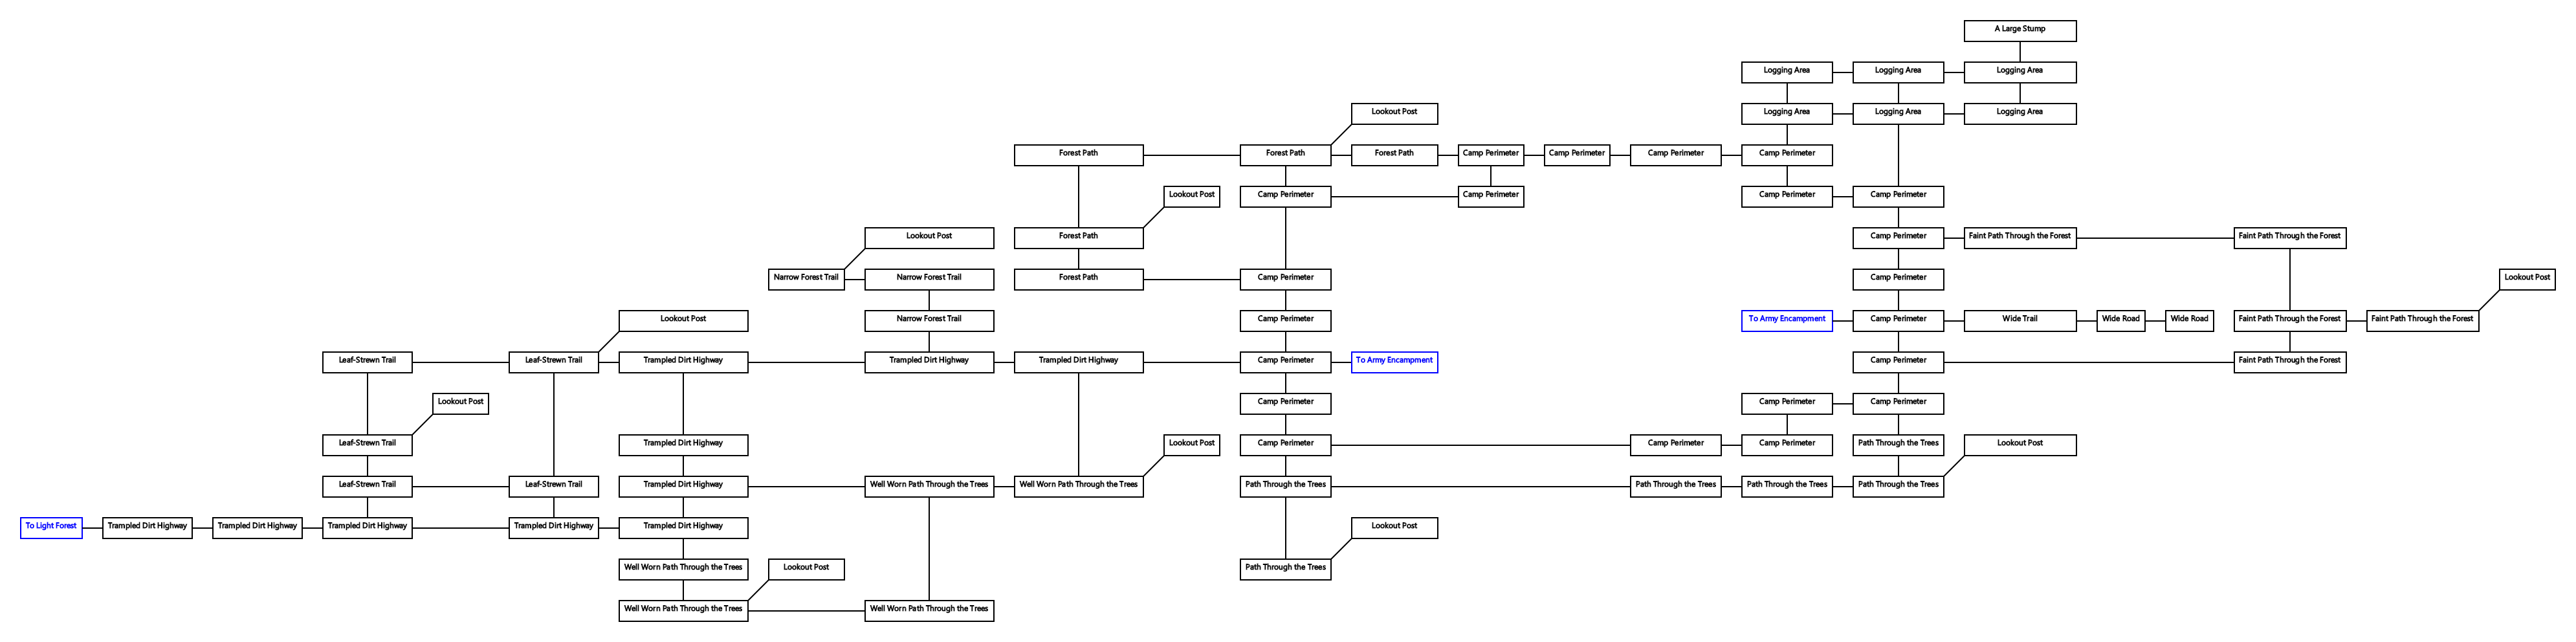 A Large Stump
Logging Area
Logging Area
Logging Area
Lookout Post
Logging Area
Logging Area
Logging Area
Forest Path
Forest Path
Forest Path
Camp Perimeter
Camp Perimeter
Camp Perimeter
Camp Perimeter
Lookout Post
Camp Perimeter
Camp Perimeter
Camp Perimeter
Camp Perimeter
Lookout Post
Forest Path
Camp Perimeter
Faint Path Through the Forest
Faint Path Through the Forest
Narrow Forest Trail
Narrow Forest Trail
Forest Path
Camp Perimeter
Camp Perimeter
Lookout Post
Lookout Post
Narrow Forest Trail
Camp Perimeter
To Army Encampment
Camp Perimeter
Wide Trail
Wide Road
Wide Road
Faint Path Through the Forest
Faint Path Through the Forest
Leaf-Strewn Trail
Leaf-Strewn Trail
Trampled Dirt Highway
Trampled Dirt Highway
Trampled Dirt Highway
Camp Perimeter
To Army Encampment
Camp Perimeter
Faint Path Through the Forest
Lookout Post
Camp Perimeter
Camp Perimeter
Camp Perimeter
Leaf-Strewn Trail
Trampled Dirt Highway
Lookout Post
Camp Perimeter
Camp Perimeter
Camp Perimeter
Path Through the Trees
Lookout Post
Leaf-Strewn Trail
Leaf-Strewn Trail
Trampled Dirt Highway
Well Worn Path Through the Trees
Well Worn Path Through the Trees
Path Through the Trees
Path Through the Trees
Path Through the Trees
Path Through the Trees
To Light Forest
Trampled Dirt Highway
Trampled Dirt Highway
Trampled Dirt Highway
Trampled Dirt Highway
Trampled Dirt Highway
Lookout Post
Well Worn Path Through the Trees
Lookout Post
Path Through the Trees
Well Worn Path Through the Trees
Well Worn Path Through the Trees